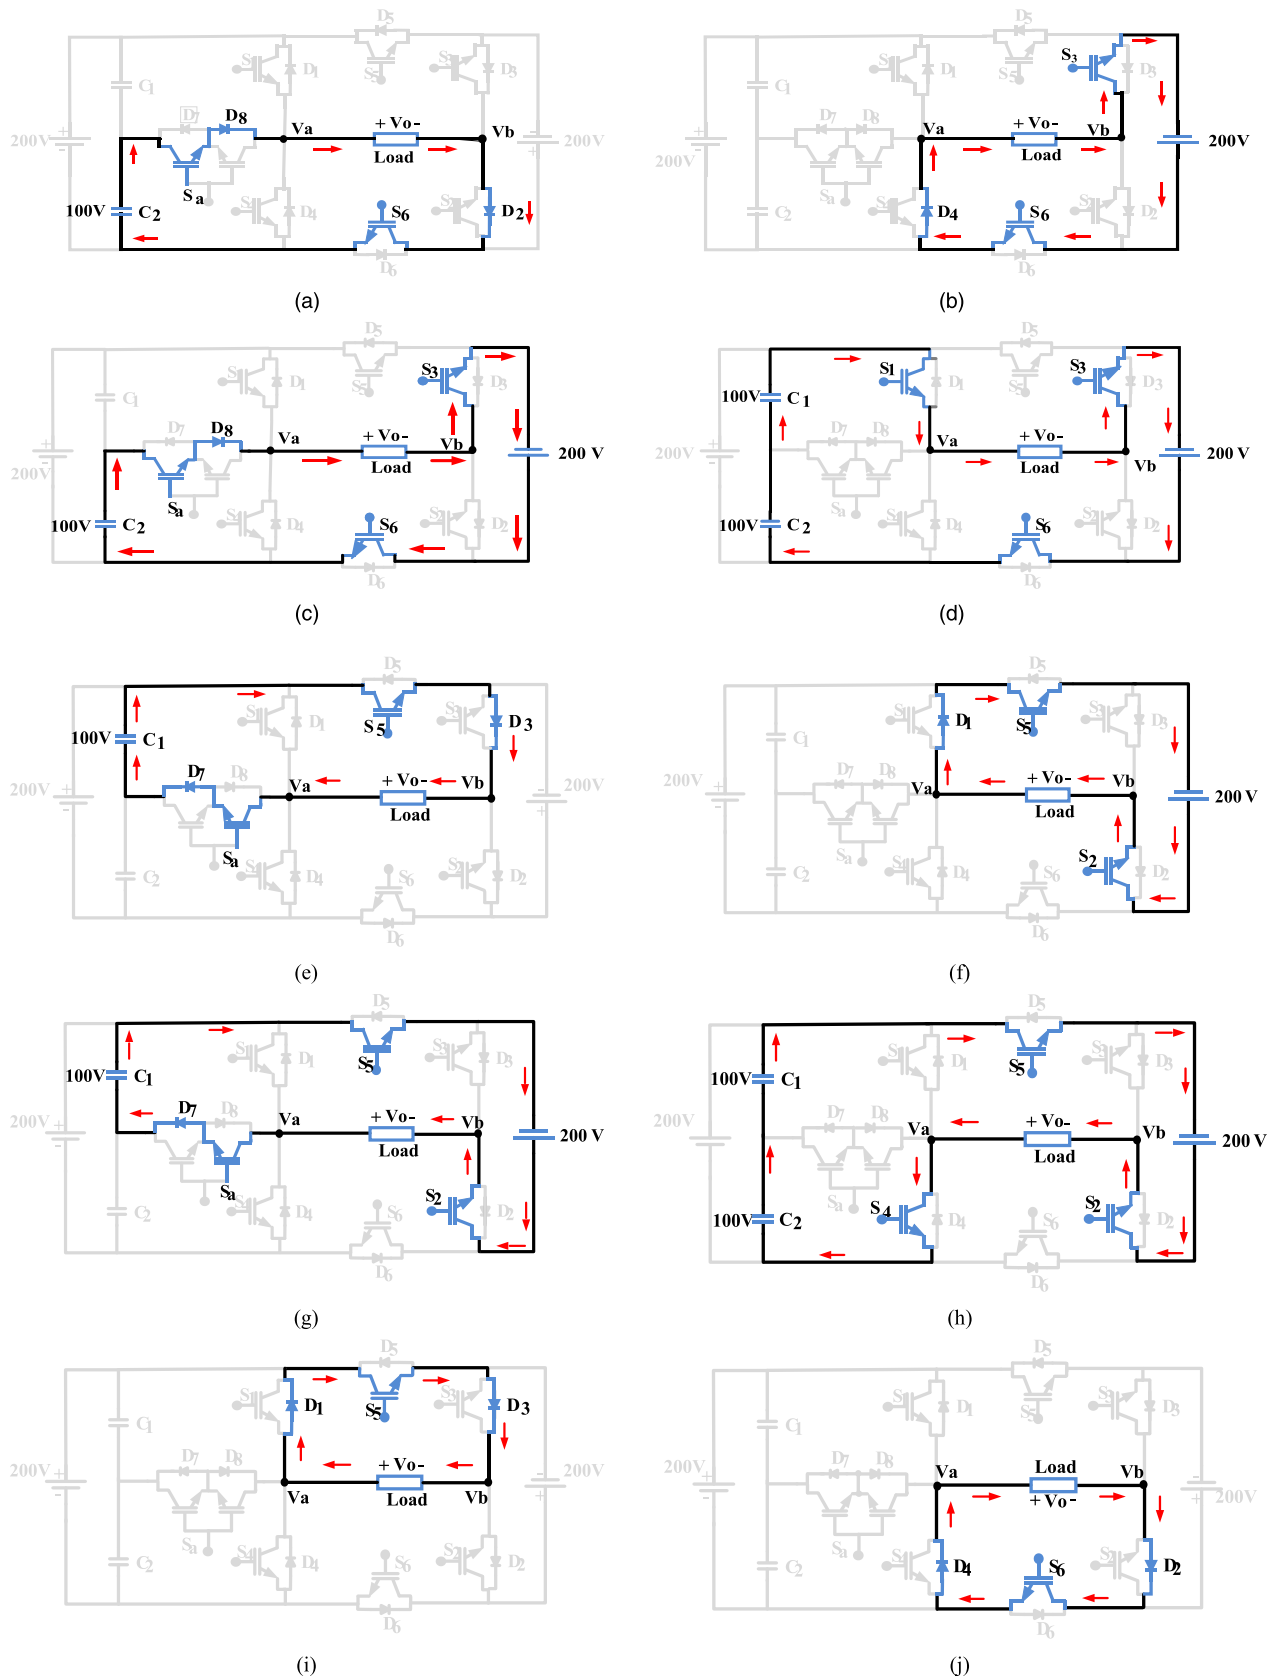 D5
S S5 S3
D1 D3
C1
D7 D8
200V + - Va + Vo - Vb 200V - +
Load
Sa
100V C2 S4 D4 S6 S2 D2
D6
(a)
D5
S S5 S3
D1 D3
C1
D7 D8
200V + - Va + Vo - Vb 200V
Load
Sa
C2 D4 S6 S2 D2
D6
(b)
D5
S S5 S3
D1 D3
C1
D7 D8
200V + - Va + Vo - Vb 200 V
Load
Sa
100V C2 S4 D4 S6 S2 D2
D6
(c)
D5
S1 S5 S3
D1 D3
100V C1
D7 D8
200V + - Va + Vo - Vb 200 V
Load
Sa
100V C2 S4 D4 S6 S2 D2
D6
(d)
D5
S S5 S3
D1 D3
100V C1
D7 D8
200V + - Va + Vo - Vb 200V - +
Load
Sa
C2 S4 D4 S6 S2 D2
D6
(e)
D5
S S5 S3
D1 D3
C1
D7 D8
200V + - Va + Vo - Vb 200 V
Load
Sa
C2 S4 D4 S6 S2 D2
D6
(f)
D5
S1 S5 S3
D1 D3
100V C1
D7 D8
200V + - Va + Vo - Vb 200 V
Load
Sa
C2 S4 D4 S6 S2 D2
D6
(g)
D5
S S5 S3
D1 D3
100V C1
D7 D8
200V + - Va + Vo - Vb 200 V
Load
Sa
100V C2 S4 D4 S6 S2 D2
D6
(h)
D5
S S5 S3
D1 D3
C1
D7 D8
200V + - Va + Vo - Vb 200V - +
Load
Sa
C2 S4 D4 S6 S2 D2
D6
(i)
D5
S S5 S3
D1 D3
C1
D7 D8
200V + - Va Load Vb 200V - +
+ Vo -
Sa
C2 S4 D4 S6 S2 D2
D6
(j)